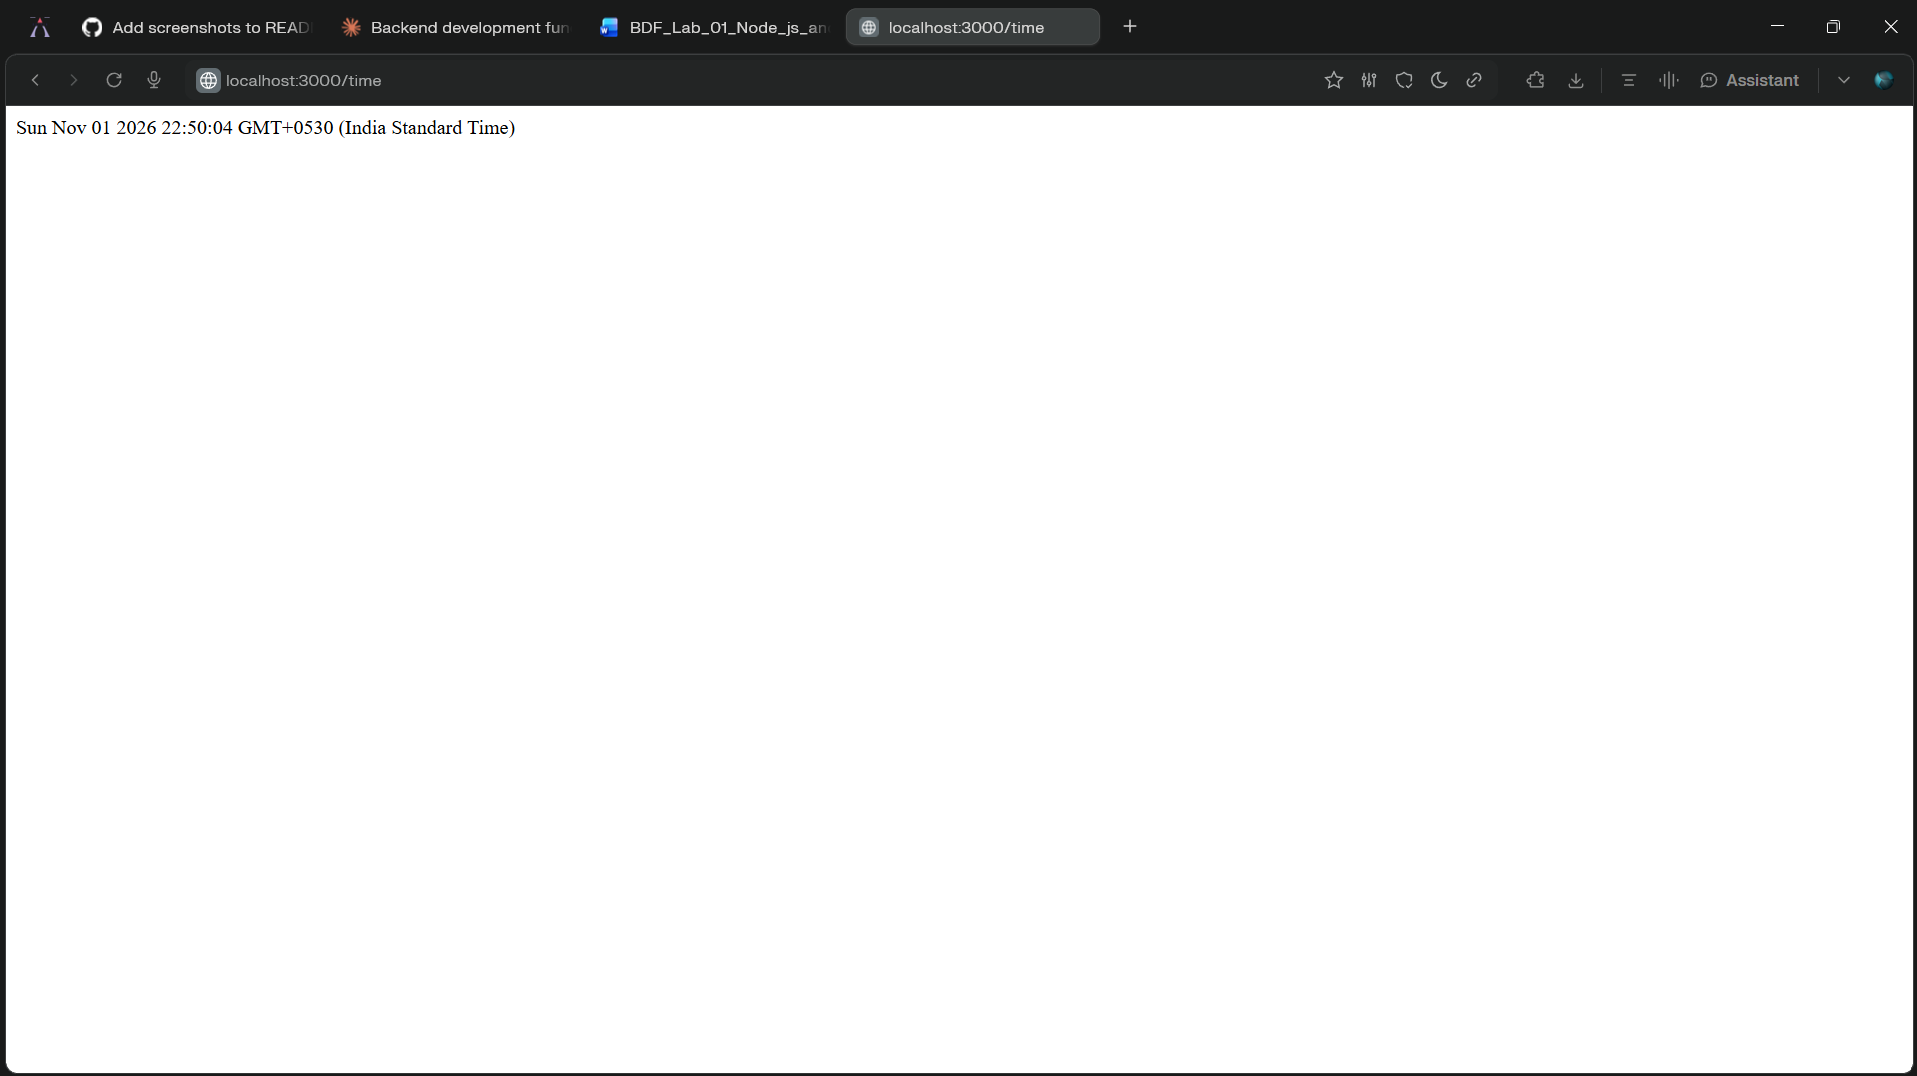 Add screenshots to READ
Backend development fun
BDF_Lab_01_Node_js_an
localhost:3000/time
localhost:3000/time
Assistant
Sun Nov 01 2026 22:50:04 GMT+0530 (India Standard Time)